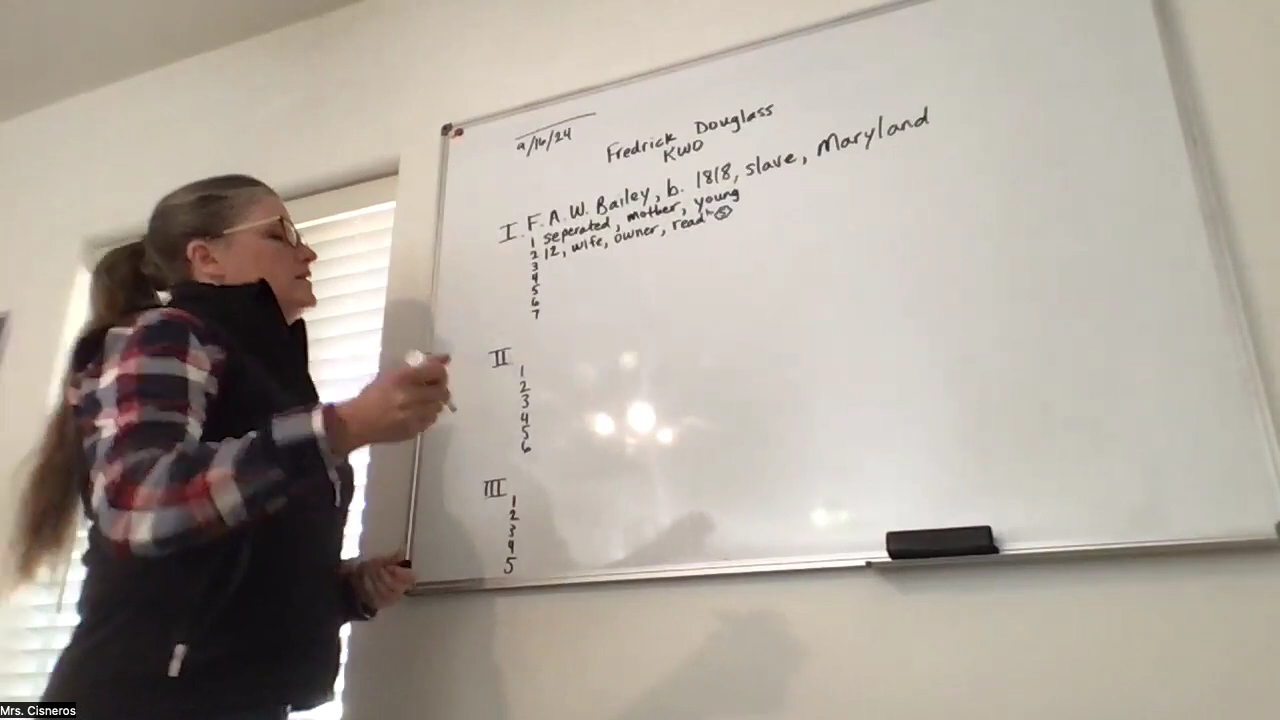 9/16/24
Fredrick Douglass
KWO
I. F. A. W. Bailey, b. 1818, slave, Maryland
1 seperated, mother, young
2 12, wife, owner, read
3
4
5
6
7
II
1
2
3
4
5
6
III
1
2
3
4
5
Mrs. Cisneros